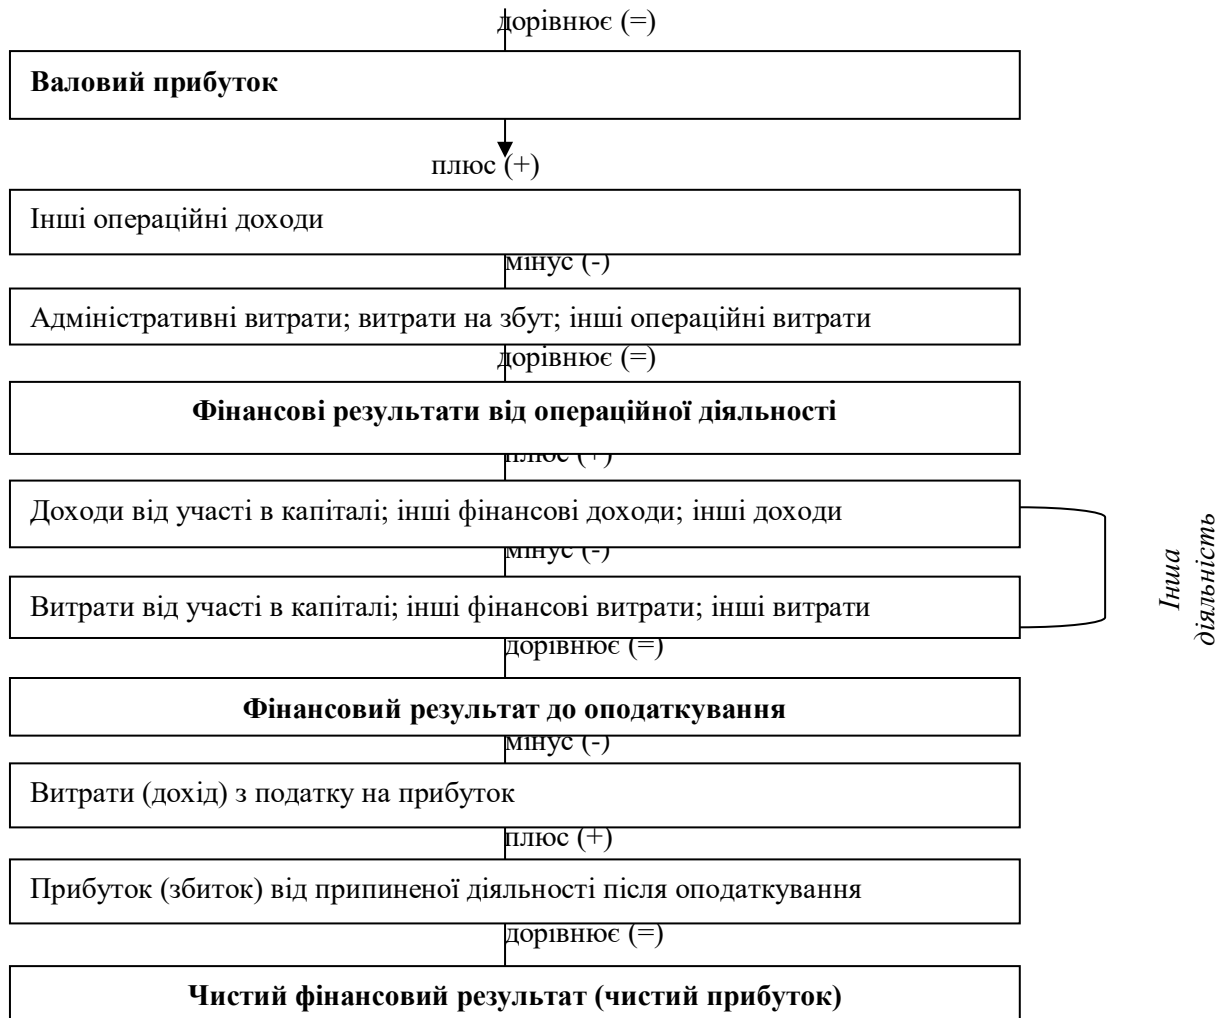 дорівнює (=)
Валовий прибуток
плюс (+)
Інші операційні доходи
мінус (-)
Адміністративні витрати; витрати на збут; інші операційні витрати
дорівнює (=)
Фінансові результати від операційної діяльності
плюс (+)
Доходи від участі в капіталі; інші фінансові доходи; інші доходи
мінус (-)
Витрати від участі в капіталі; інші фінансові витрати; інші витрати
Інша
діяльність
дорівнює (=)
Фінансовий результат до оподаткування
мінус (-)
Витрати (дохід) з податку на прибуток
плюс (+)
Прибуток (збиток) від припиненої діяльності після оподаткування
дорівнює (=)
Чистий фінансовий результат (чистий прибуток)